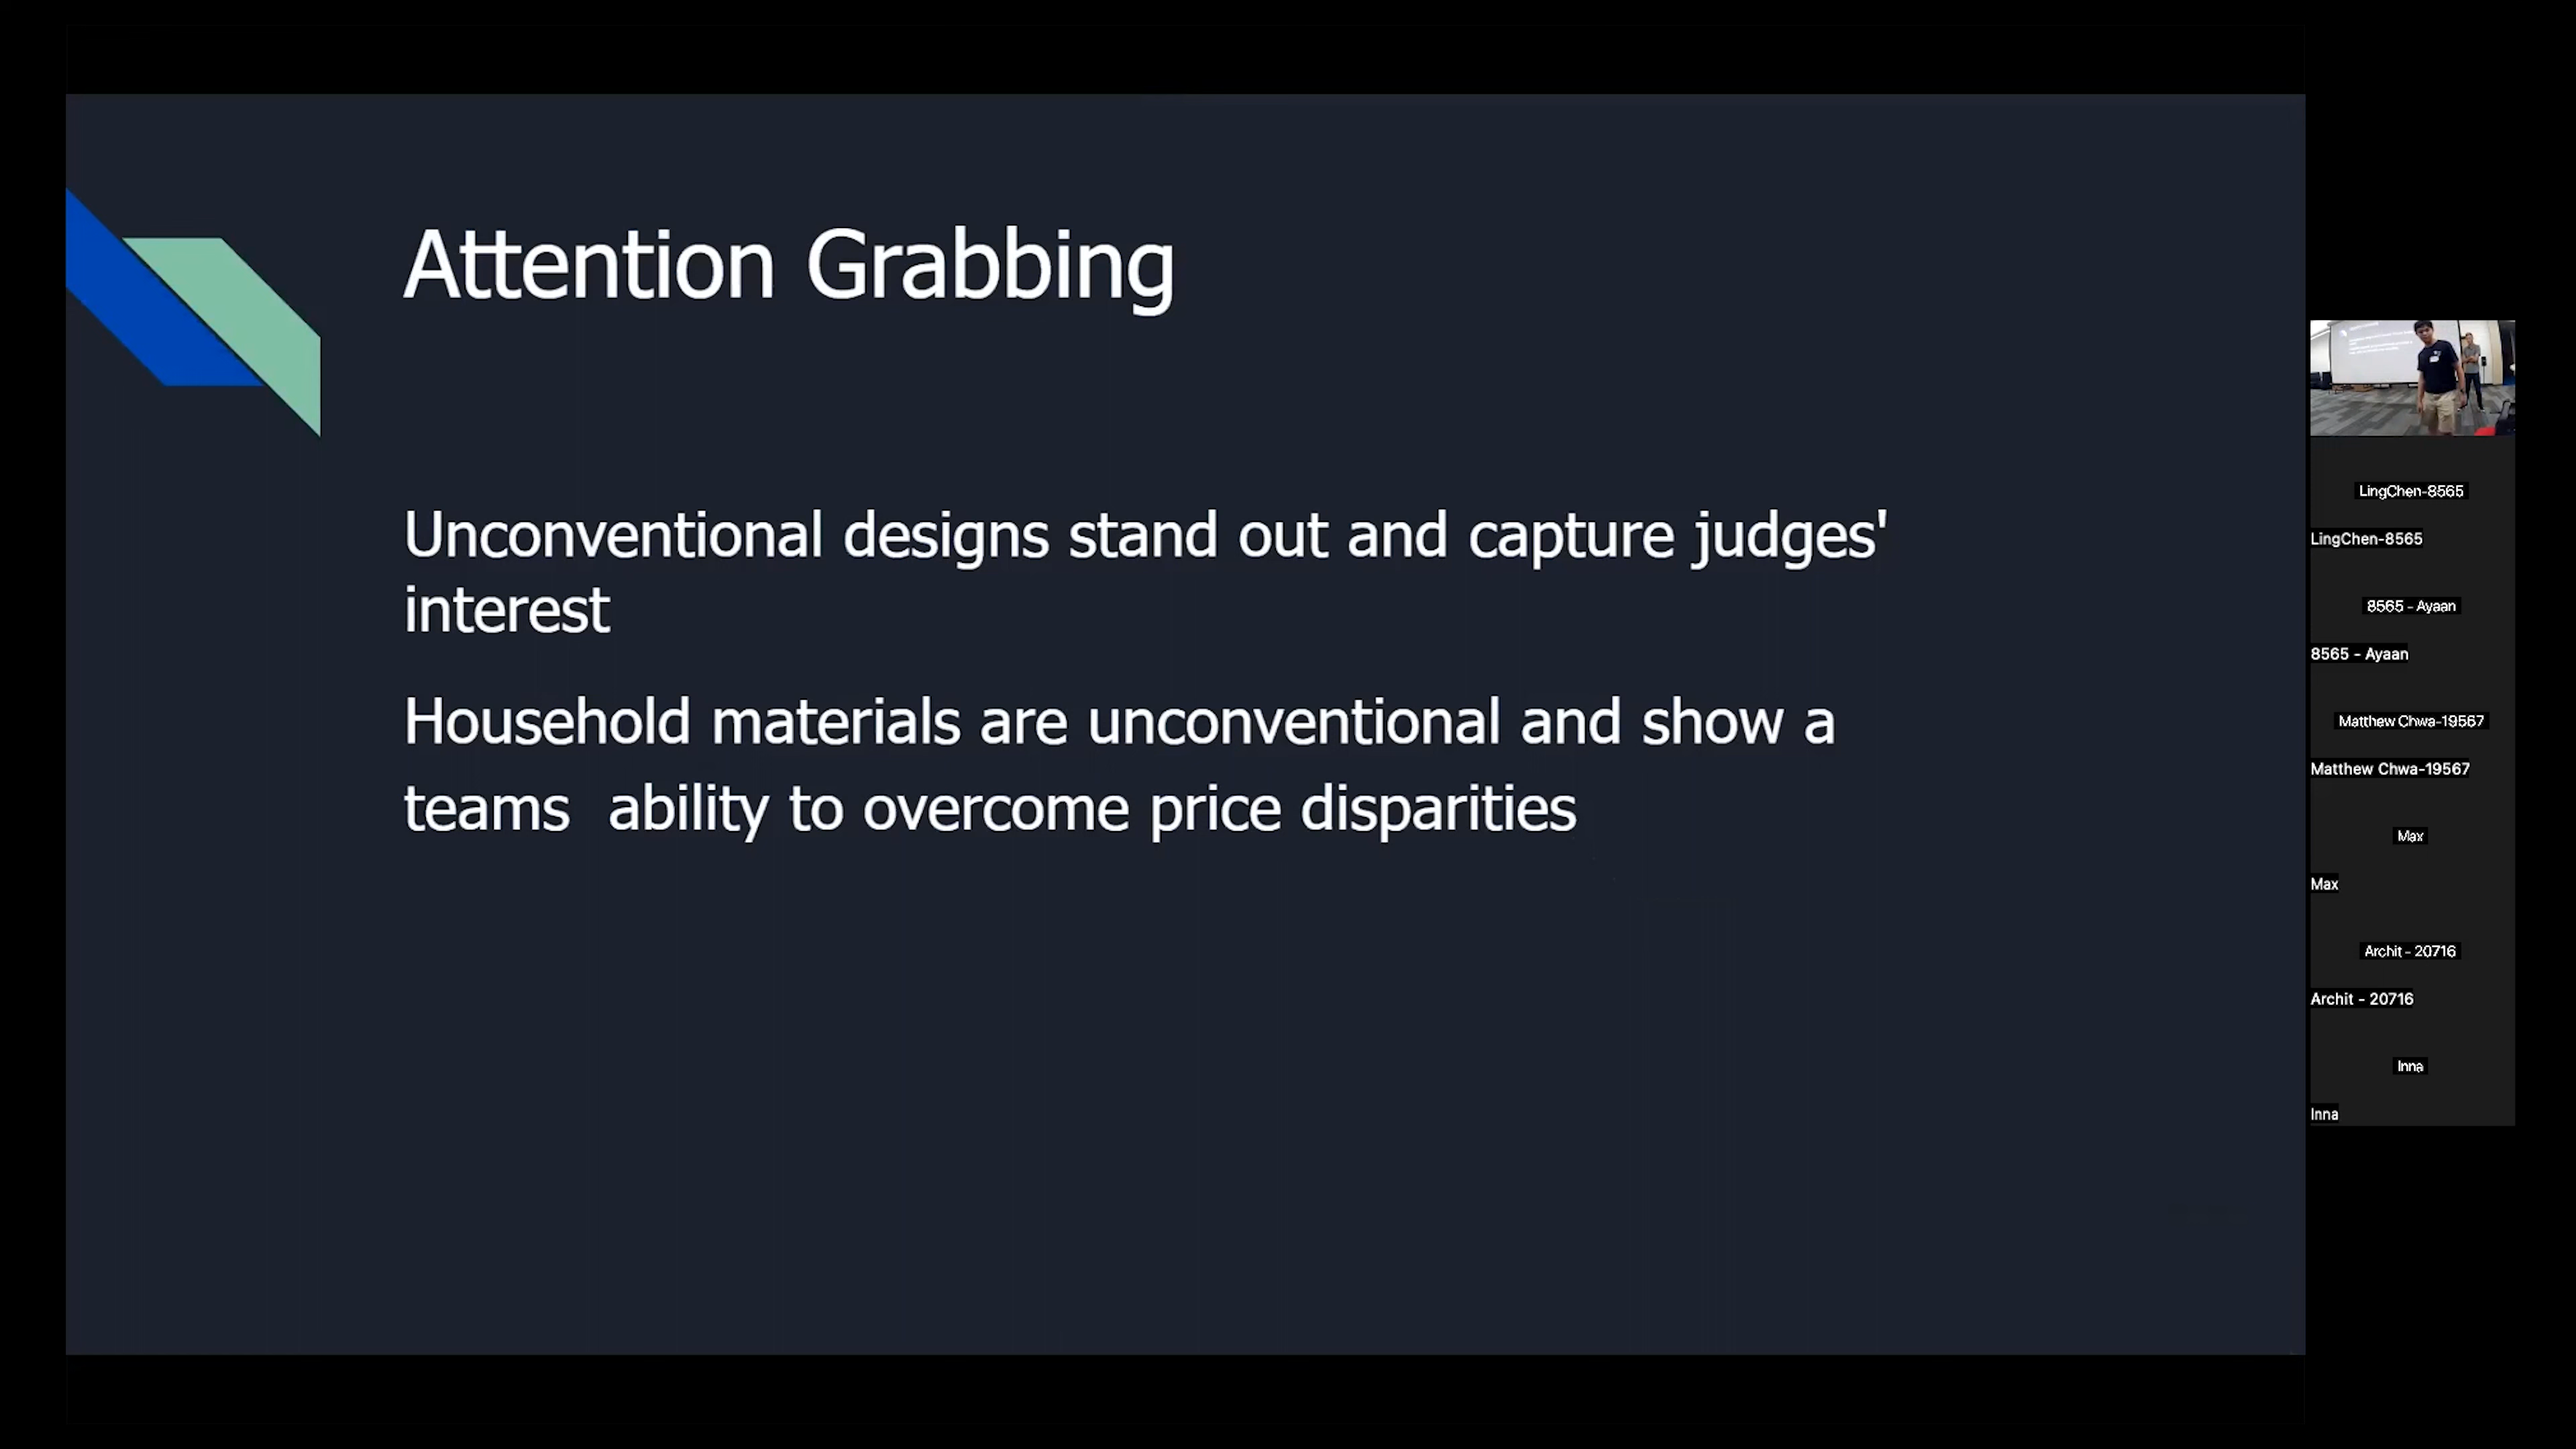 Attention Grabbing
Unconventional designs stand out and capture judges'
interest
Household materials are unconventional and show a
teams  ability to overcome price disparities
LingChen-8565
LingChen-8565
8565 - Ayaan
8565 - Ayaan
Matthew Chwa-19567
Matthew Chwa-19567
Max
Max
Archit - 20716
Archit - 20716
Inna
Inna